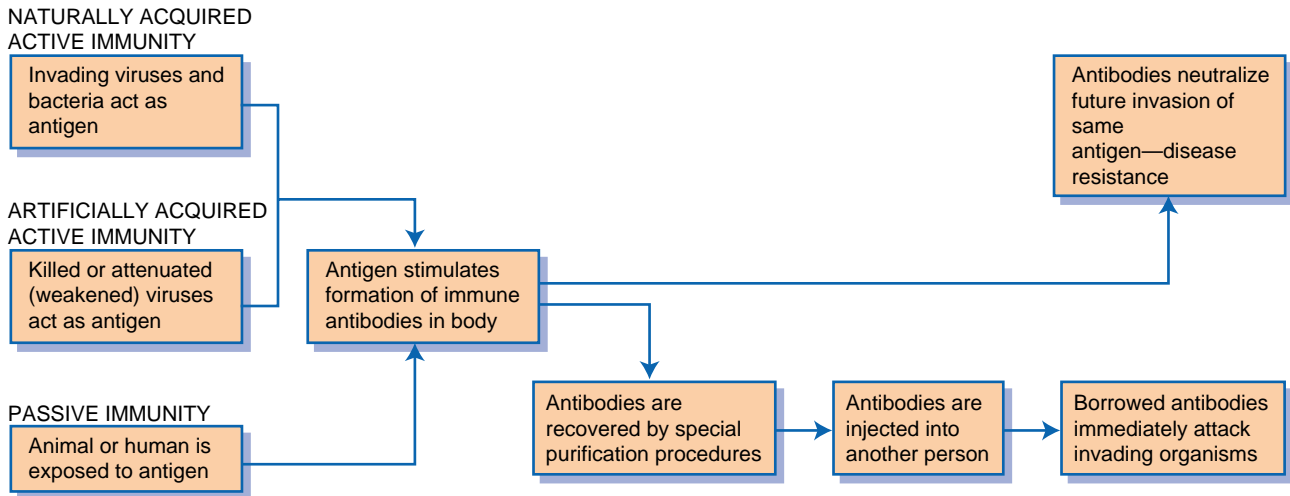 NATURALLY ACQUIRED
ACTIVE IMMUNITY
Invading viruses and
bacteria act as
antigen
ARTIFICIALLY ACQUIRED
ACTIVE IMMUNITY
Killed or attenuated
(weakened) viruses
act as antigen
PASSIVE IMMUNITY
Animal or human is
exposed to antigen
Antigen stimulates
formation of immune
antibodies in body
Antibodies neutralize
future invasion of
same
antigen—disease
resistance
Antibodies are
recovered by special
purification procedures
Antibodies are
injected into
another person
Borrowed antibodies
immediately attack
invading organisms